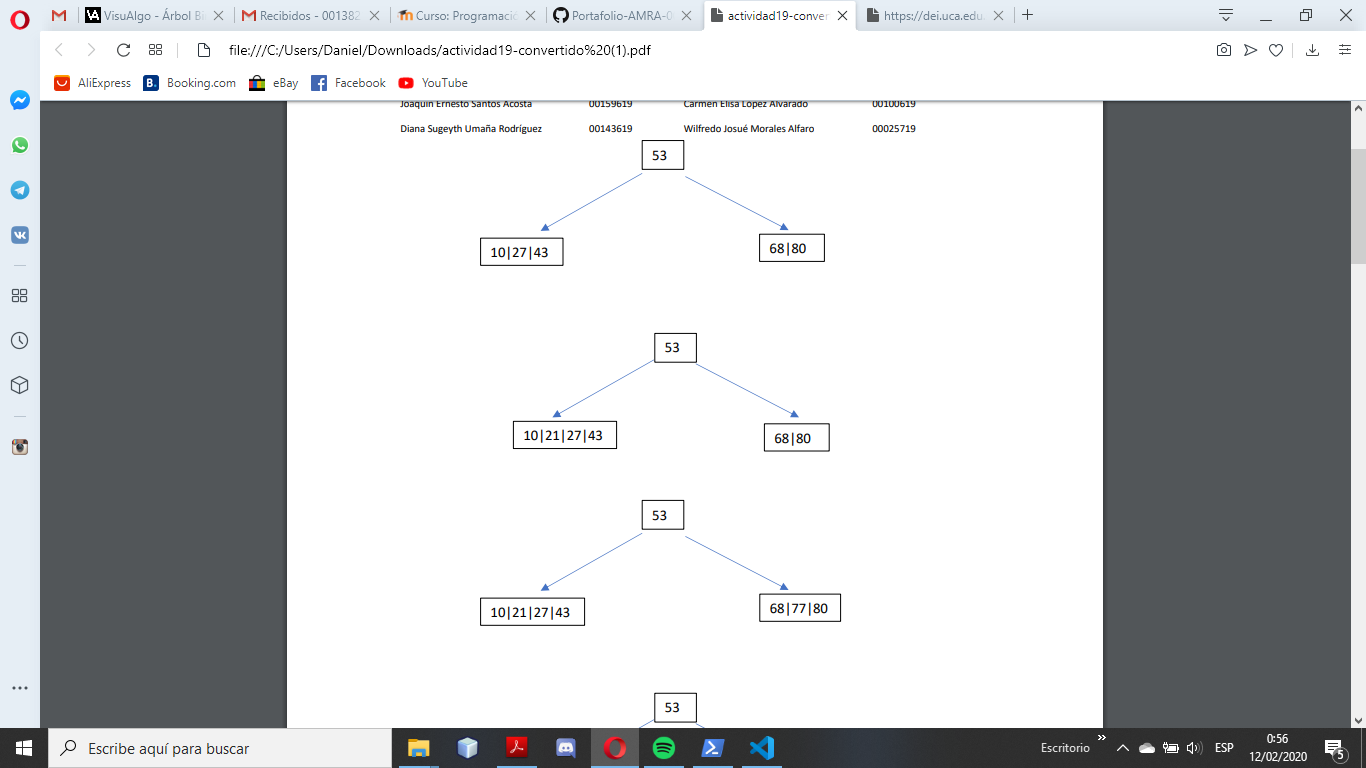 VisuAlgo - Árbol Bi
Recibidos - 001382
Curso: Programació
Portafolio-AMRA-0
actividad19-conver
https://dei.uca.edu.
file:///C:/Users/Daniel/Downloads/actividad19-convertido%20(1).pdf
AliExpress B. Booking.com eBay Facebook YouTube
Joaquín Ernesto Santos Acosta 00159619 Carmen Elisa López Alvarado 00100619
Diana Sugeyth Umaña Rodríguez 00143619 Wilfredo Josué Morales Alfaro 00025719
53
10|27|43
68|80
53
10|21|27|43
68|80
53
10|21|27|43
68|77|80
53
Escribe aquí para buscar
Escritorio » ESP 0:56
12/02/2020 5